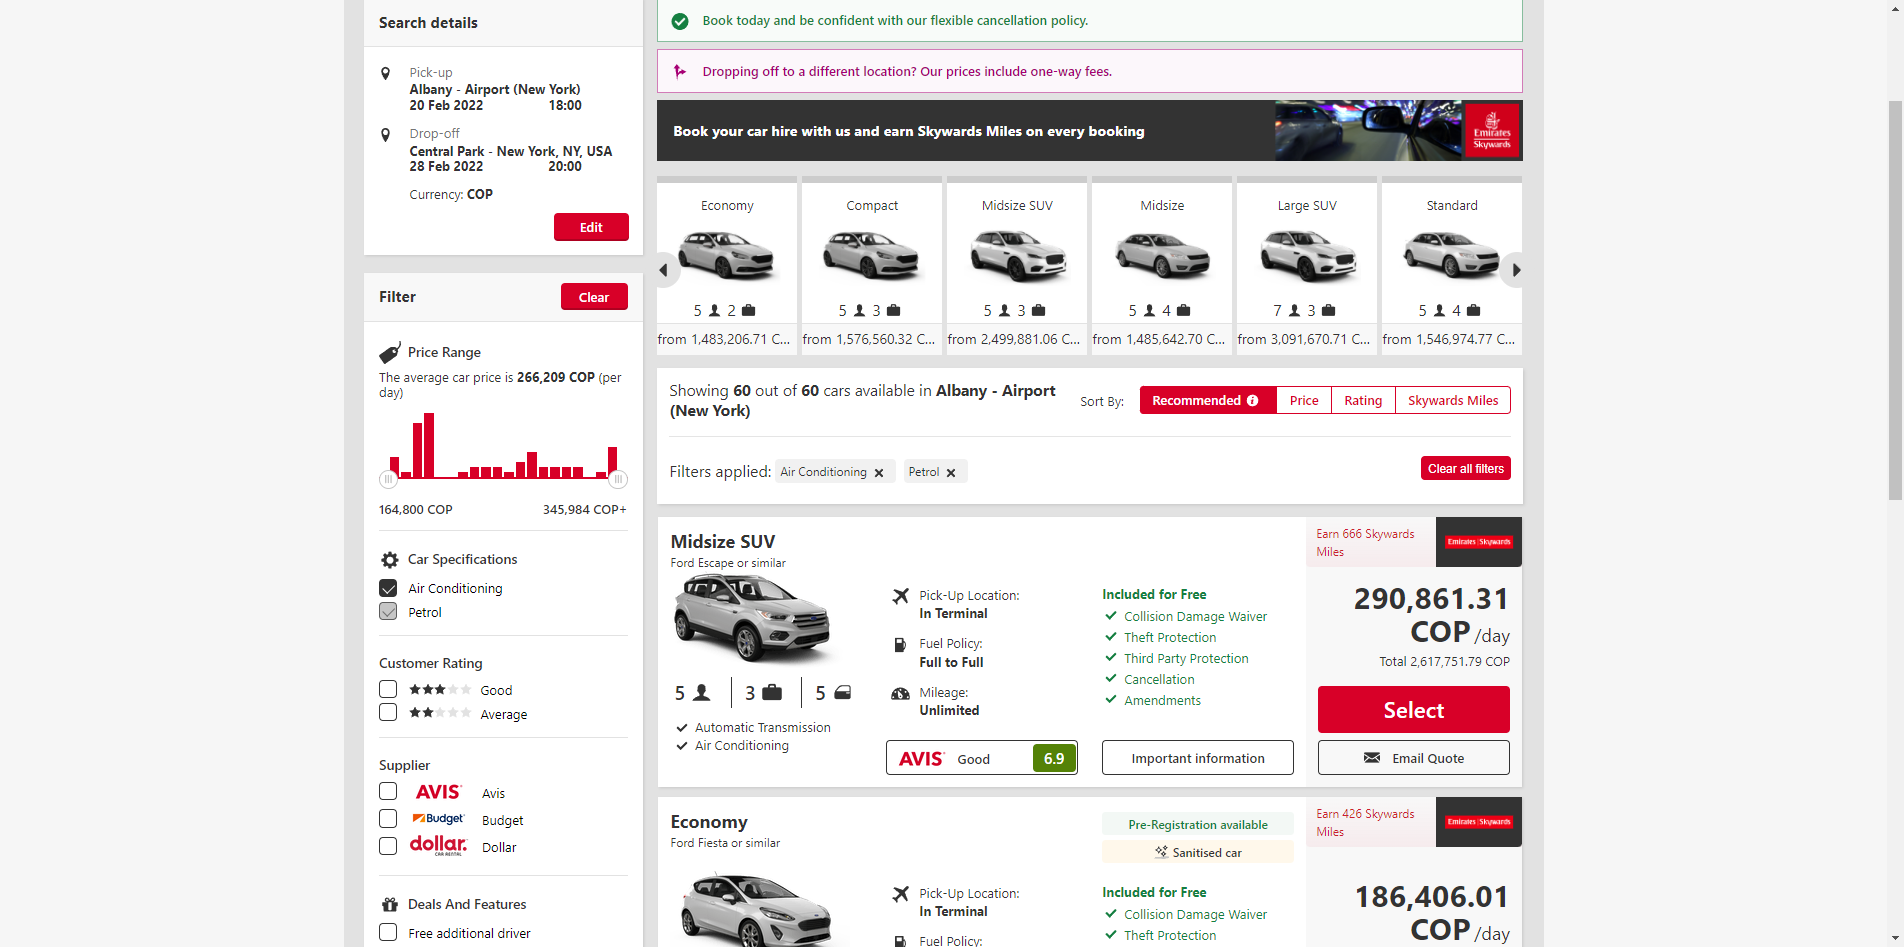 Search details
Pick-up
Albany - Airport (New York)
20 Feb 2022 18:00
Drop-off
Central Park - New York, NY, USA
28 Feb 2022 20:00
Currency: COP
Edit
Filter
Clear
Price Range
The average car price is 266,209 COP (per
day)
164,800 COP 345,984 COP+
Car Specifications
Air Conditioning
Petrol
Customer Rating
Good
Average
Supplier
AVIS Avis
Budget Budget
dollar. CAR RENTAL Dollar
Deals And Features
Free additional driver
Book today and be confident with our flexible cancellation policy.
Dropping off to a different location? Our prices include one-way fees.
Book your car hire with us and earn Skywards Miles on every booking
Emirates
Skywards
Economy
5 2
from 1,483,206.71 C...
Compact
5 3
from 1,576,560.32 C...
Midsize SUV
5 3
from 2,499,881.06 C...
Midsize
5 4
from 1,485,642.70 C...
Large SUV
7 3
from 3,091,670.71 C...
Standard
5 4
from 1,546,974.77 C...
Showing 60 out of 60 cars available in Albany - Airport
(New York)
Sort By: Recommended Price Rating Skywards Miles
Filters applied: Air Conditioning Petrol
Clear all filters
Midsize SUV
Ford Escape or similar
5 3 5
Automatic Transmission
Air Conditioning
Pick-Up Location:
In Terminal
Fuel Policy:
Full to Full
Mileage:
Unlimited
AVIS Good 6.9
Included for Free
Collision Damage Waiver
Theft Protection
Third Party Protection
Cancellation
Amendments
Important information
Earn 666 Skywards
Miles
Emirates Skywards
290,861.31
COP /day
Total 2,617,751.79 COP
Select
Email Quote
Economy
Ford Fiesta or similar
Pick-Up Location:
In Terminal
Fuel Policy:
Pre-Registration available
Sanitised car
Included for Free
Collision Damage Waiver
Theft Protection
Earn 426 Skywards
Miles
Emirates Skywards
186,406.01
COP /day